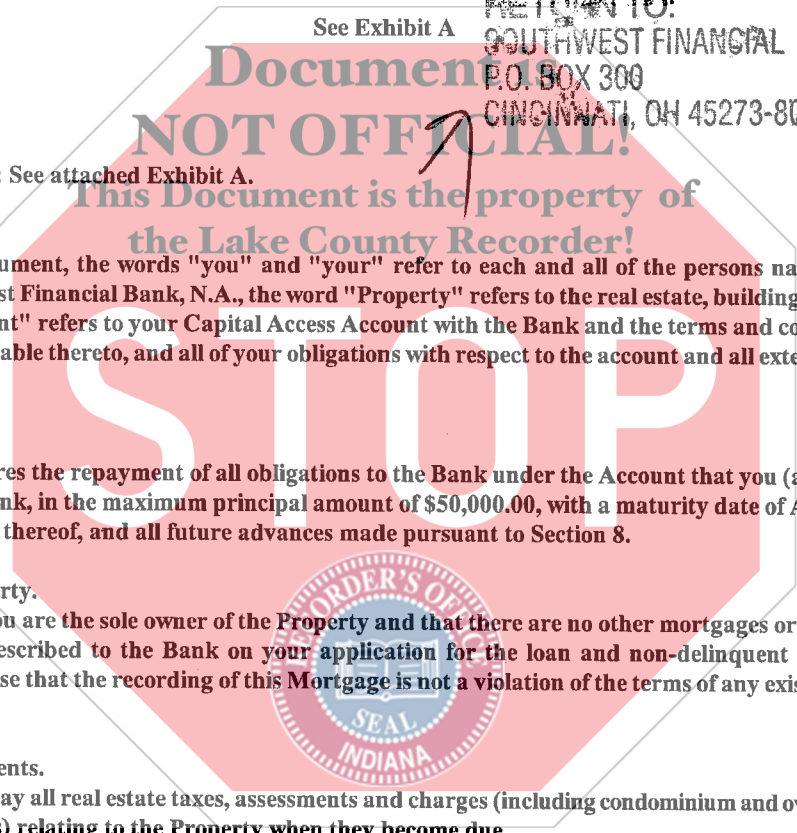 See Exhibit A
RETURN TO:
SOUTHWEST FINANCIAL
P.O. BOX 300
CINCINNATI, OH 45273-80
Document is
NOT OFFICIAL!
: See attached Exhibit A.
This Document is the property of
the Lake County Recorder!
ument, the words "you" and "your" refer to each and all of the persons na
st Financial Bank, N.A., the word "Property" refers to the real estate, building
nt" refers to your Capital Access Account with the Bank and the terms and co
able thereto, and all of your obligations with respect to the account and all exte
STOP
res the repayment of all obligations to the Bank under the Account that you (a
nk, in the maximum principal amount of $50,000.00, with a maturity date of A
thereof, and all future advances made pursuant to Section 8.
rty.
ou are the sole owner of the Property and that there are no other mortgages or
escribed to the Bank on your application for the loan and non-delinquent
se that the recording of this Mortgage is not a violation of the terms of any exis
RECORDER'S OFFICE
SEAL
INDIANA
ents.
ay all real estate taxes, assessments and charges (including condominium and ov
s) relating to the Property when they become due